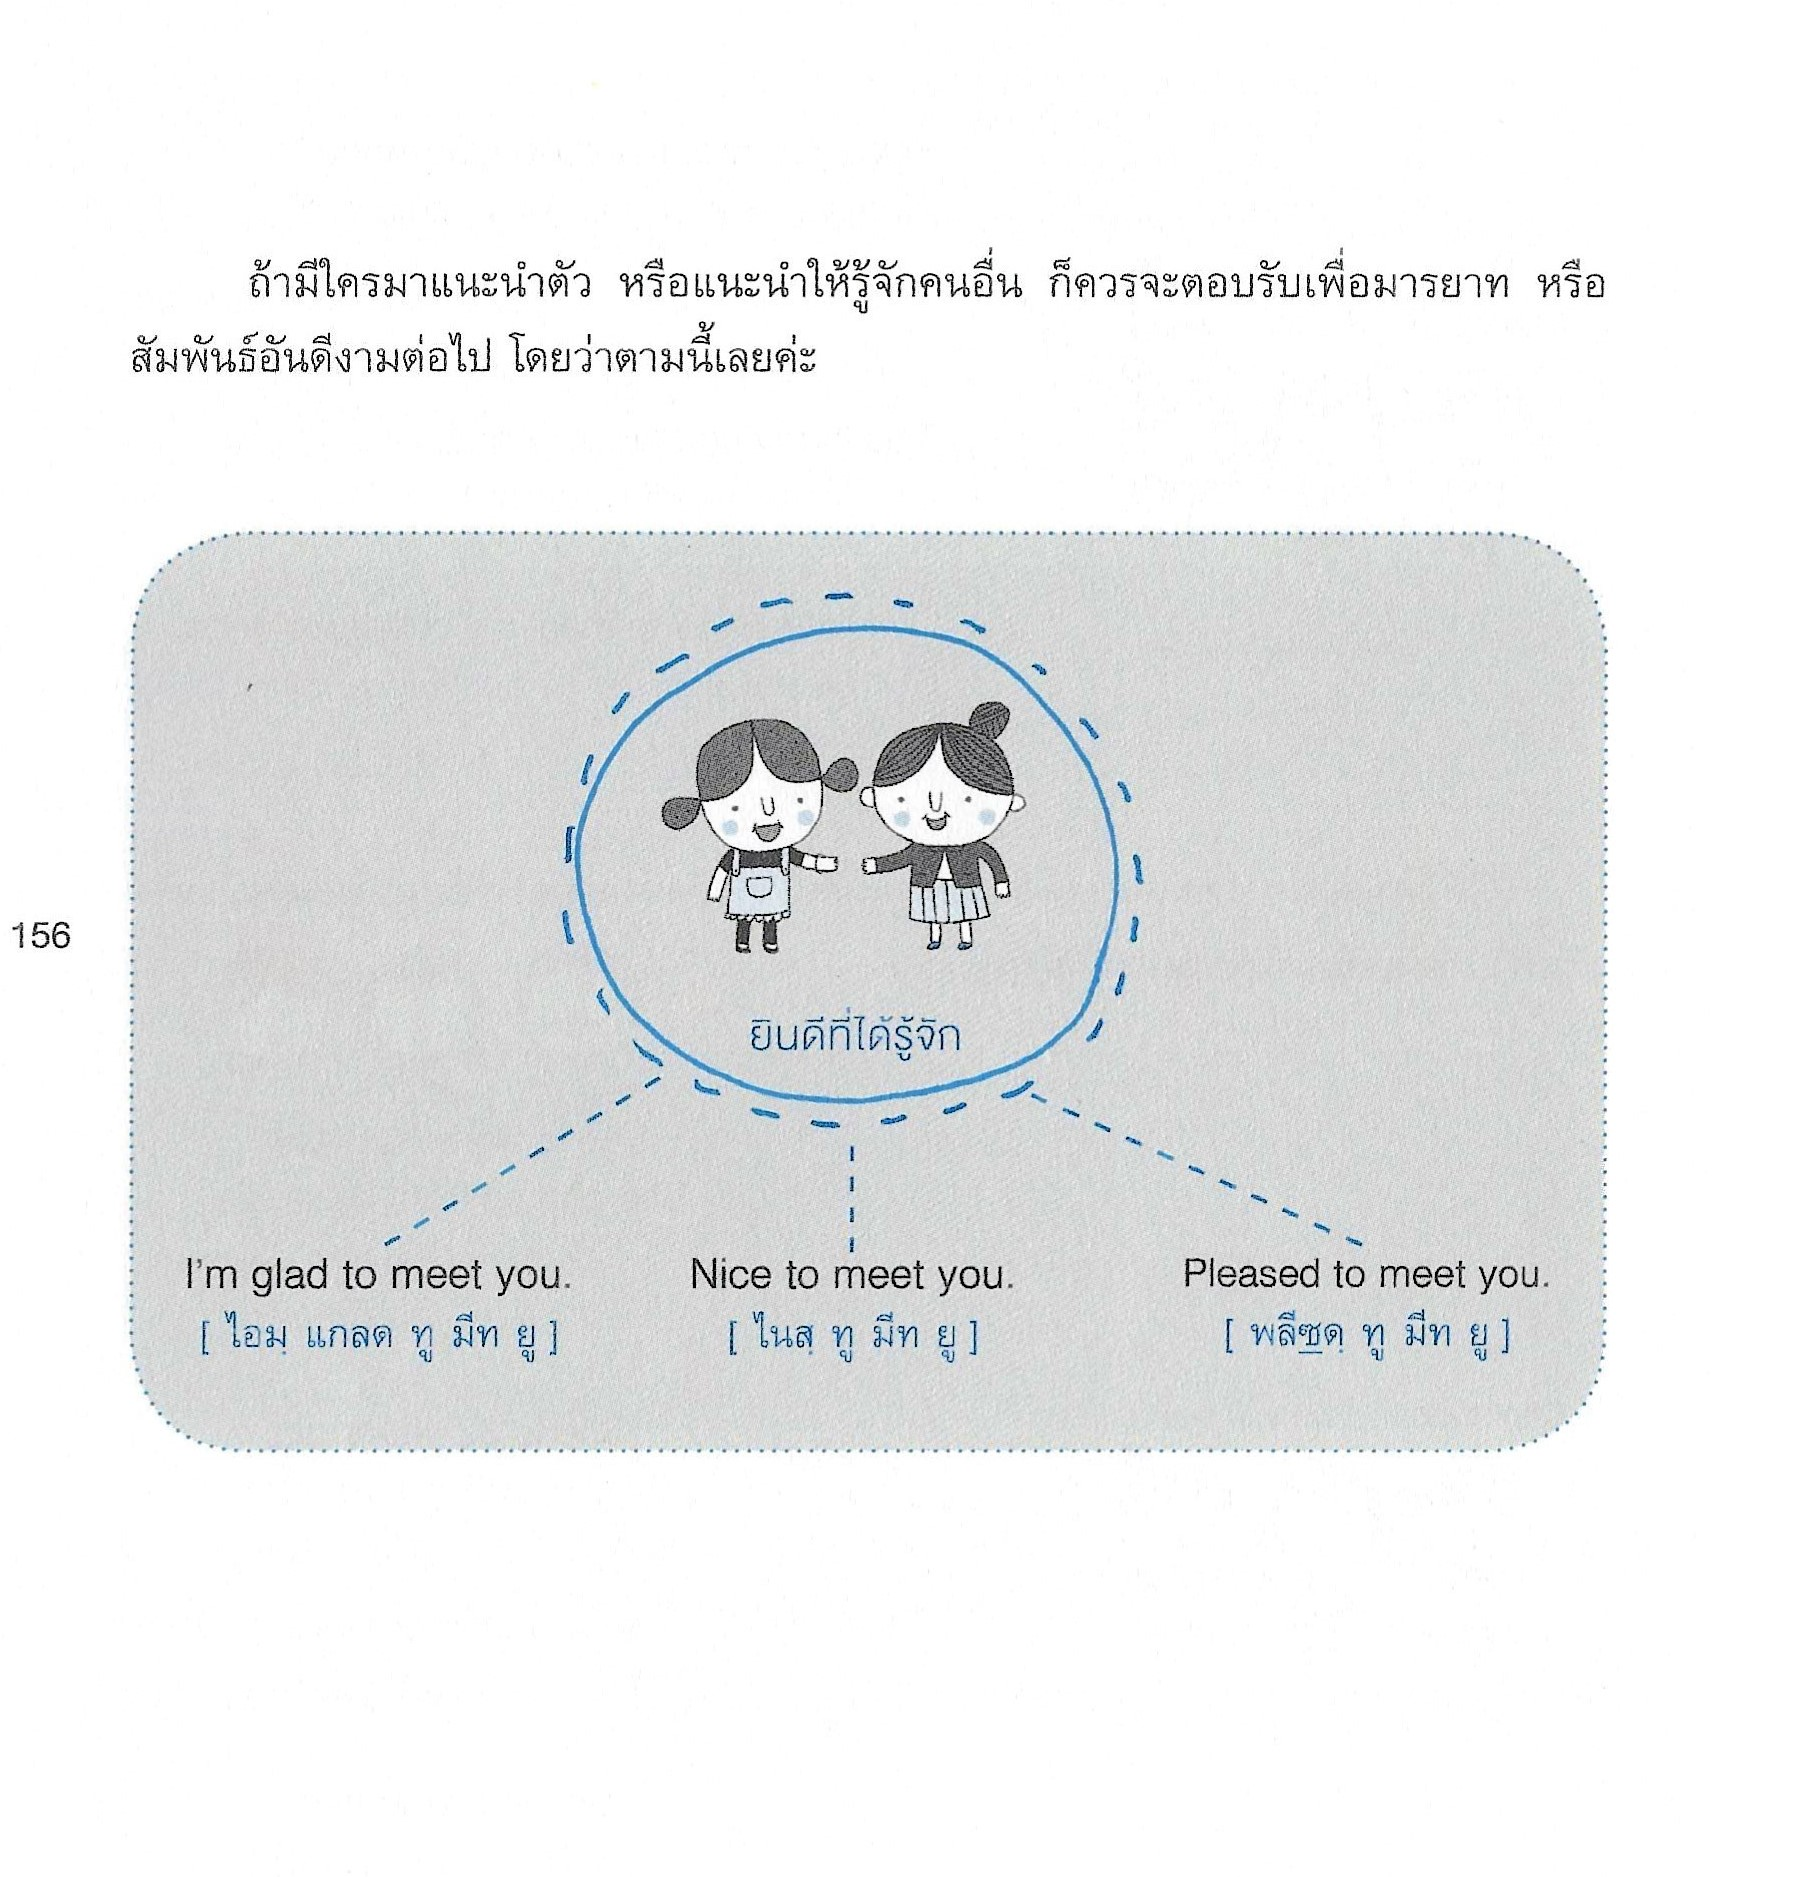 ถ้ามีใครมาแนะนำตัว หรือแนะนำให้รู้จักคนอื่น ก็ควรจะตอบรับเพื่อมารยาท หรือ
สัมพันธ์อันดีงามต่อไป โดยว่าตามนี้เลยค่ะ
156
ยินดีที่ได้รู้จัก
I'm glad to meet you.
[ ไอมฺ แกลด ทู มีท ยู ]
Nice to meet you.
[ ไนสฺ ทู มีท ยู ]
Pleased to meet you.
[ พลีซดฺ ทู มีท ยู ]